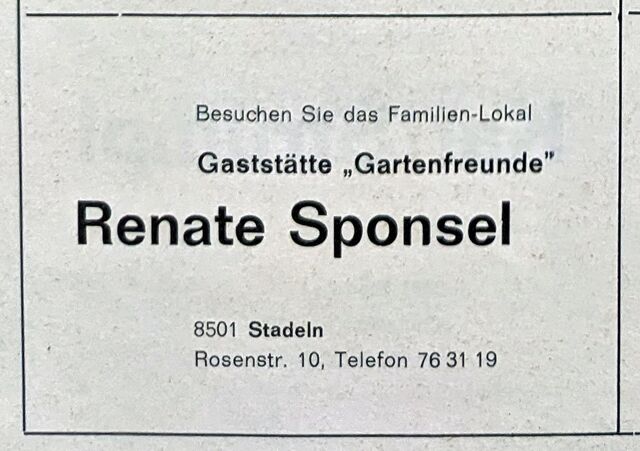 Besuchen Sie das Familien-Lokal
Gaststätte „Gartenfreunde”
Renate Sponsel
8501 Stadeln
Rosenstr. 10, Telefon 76 31 19